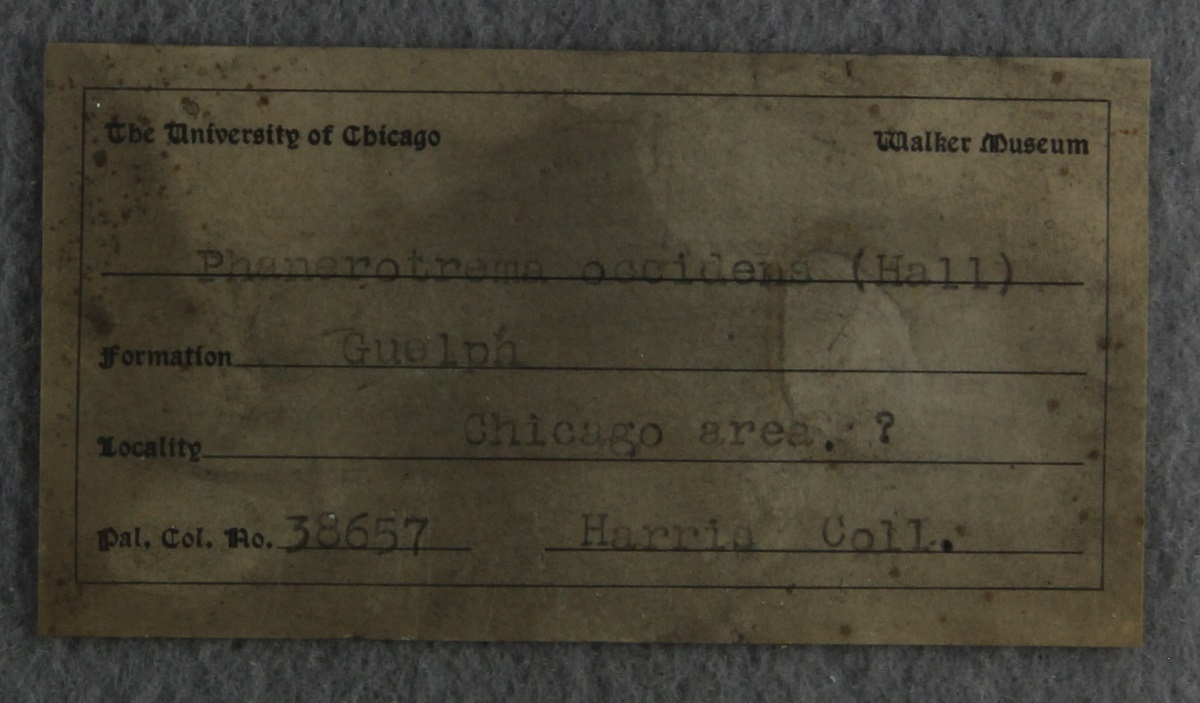 The University of Chicago Walker Museum
Phanerotrema occidens (Hall)
Formation Guelph
Locality Chicago area. ?
Pal. Col. No. 38657 Harris Coll.